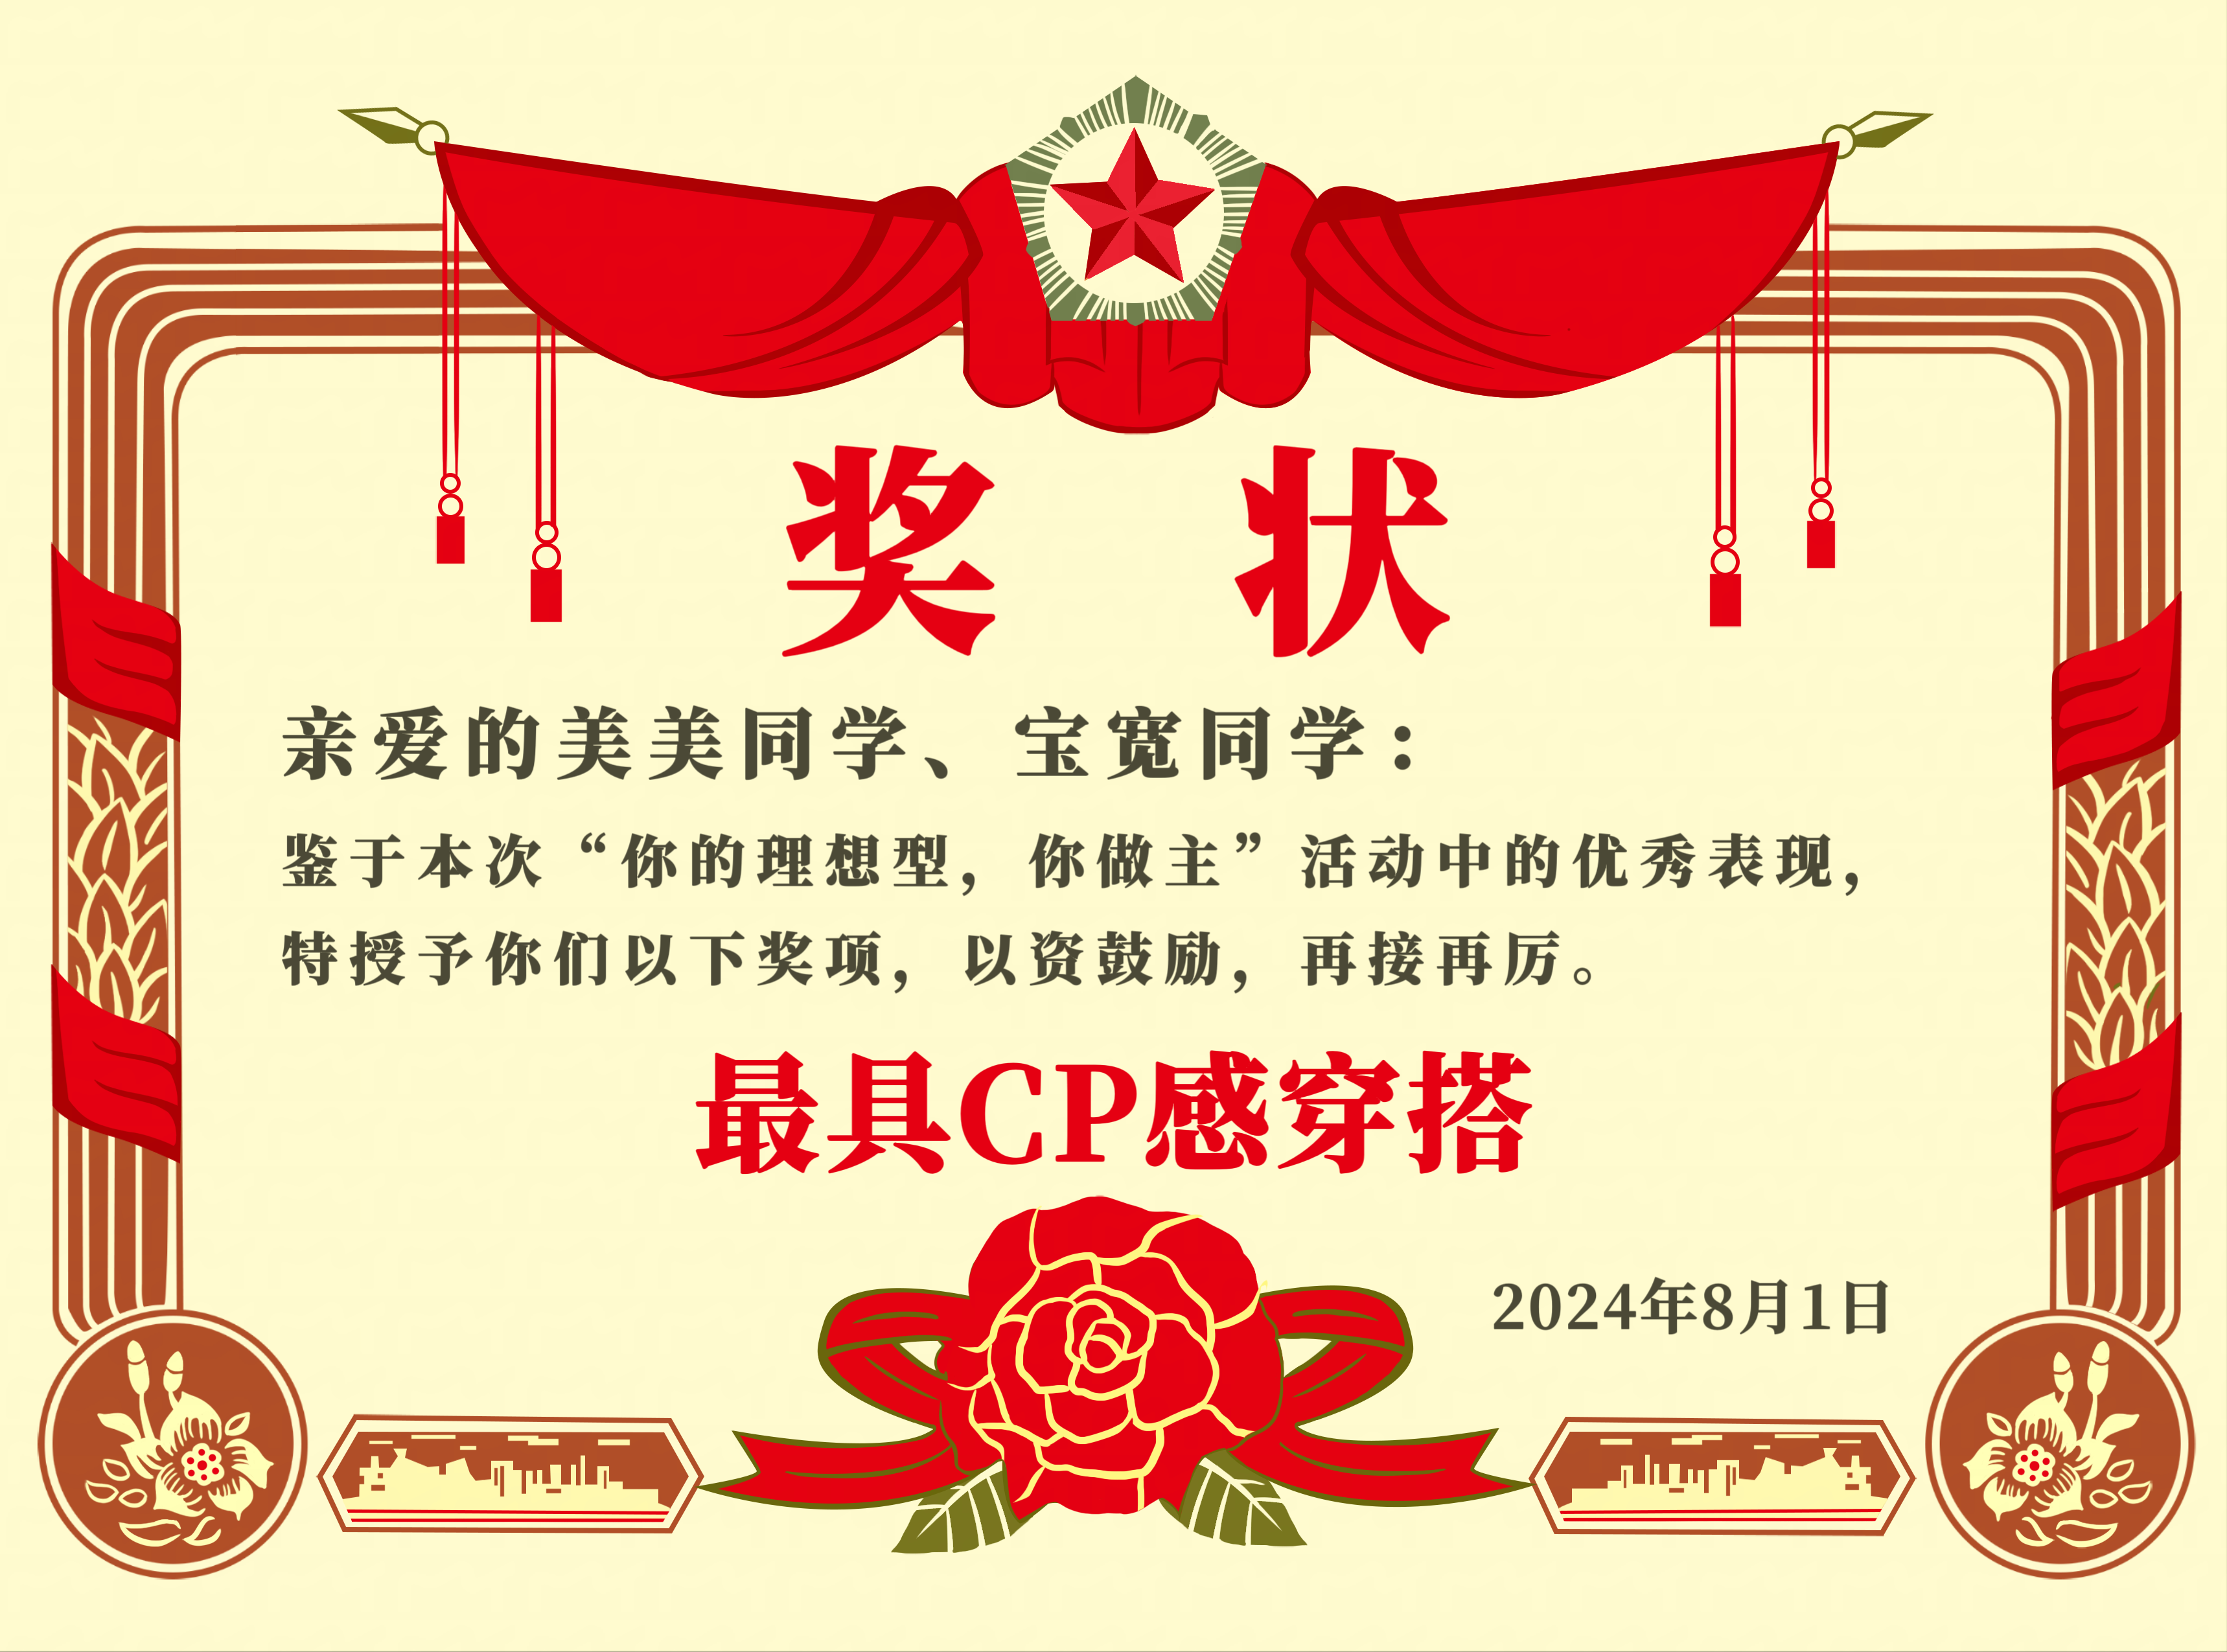 奖 状
亲爱的美美同学、宝宽同学：
鉴于本次“你的理想型，你做主”活动中的优秀表现，
特授予你们以下奖项，以资鼓励，再接再厉。
最具CP感穿搭
2024年8月1日